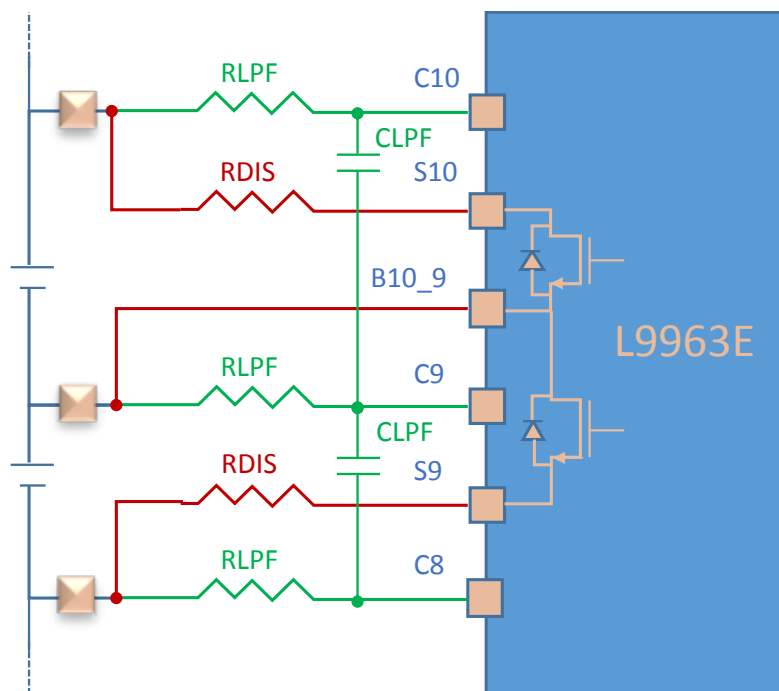 RLPF
C10
CLPF
RDIS
S10
B10_9
L9963E
RLPF
C9
CLPF
RDIS
S9
RLPF
C8